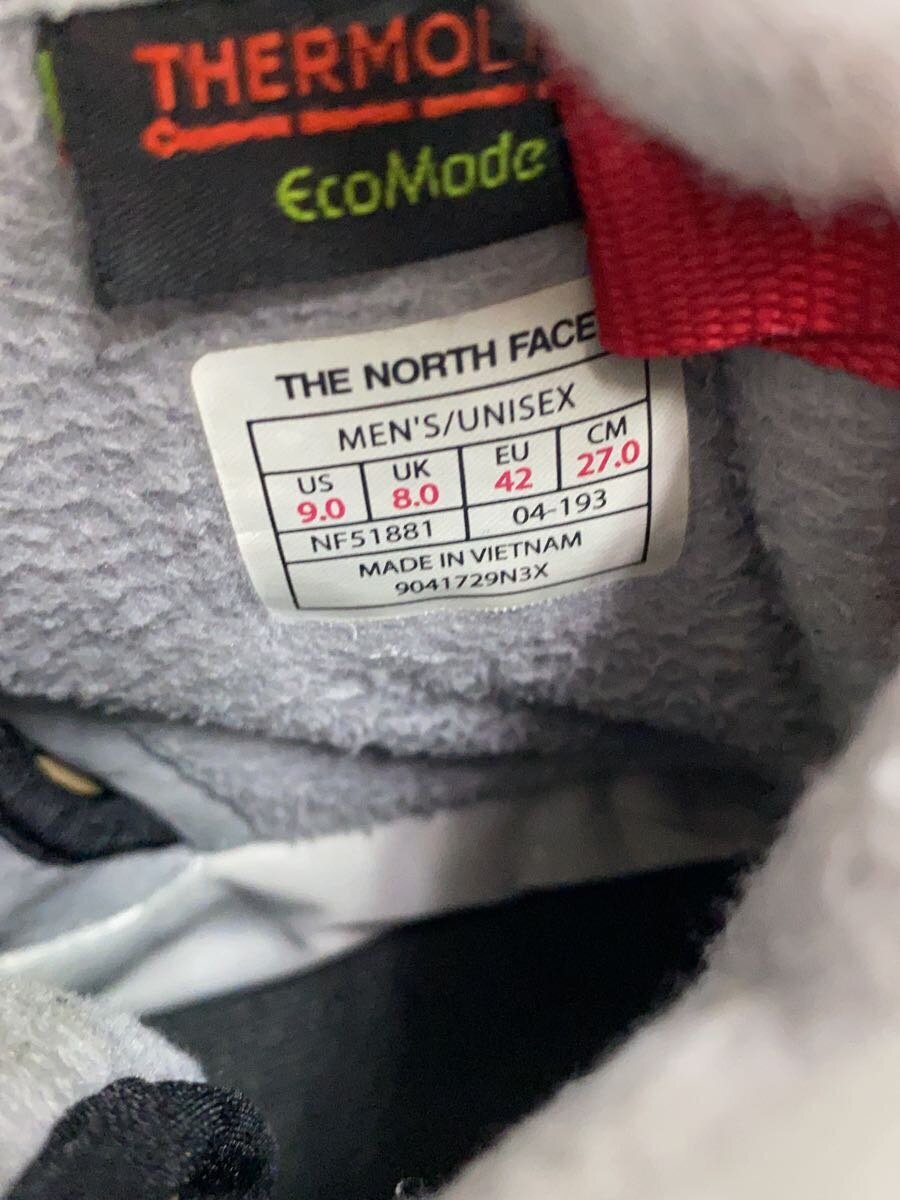 THERMOL
EcoMode
THE NORTH FACE
MEN'S/UNISEX
US UK EU CM
9.0 8.0 42 27.0
NF51881 04-193
MADE IN VIETNAM
9041729N3X